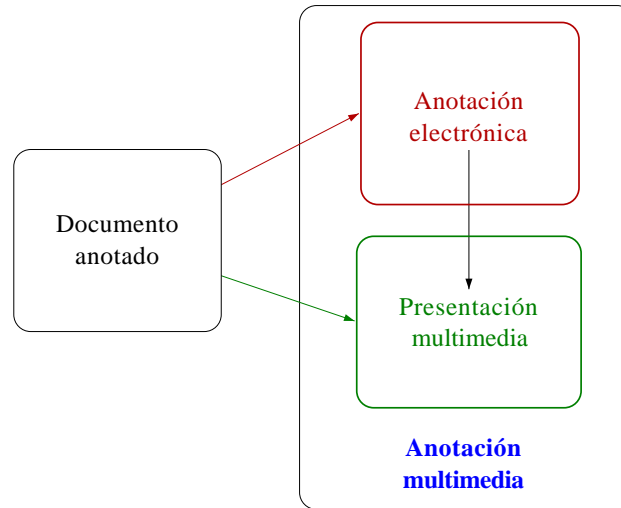 Anotación
electrónica
Documento
anotado
Presentación
multimedia
Anotación
multimedia